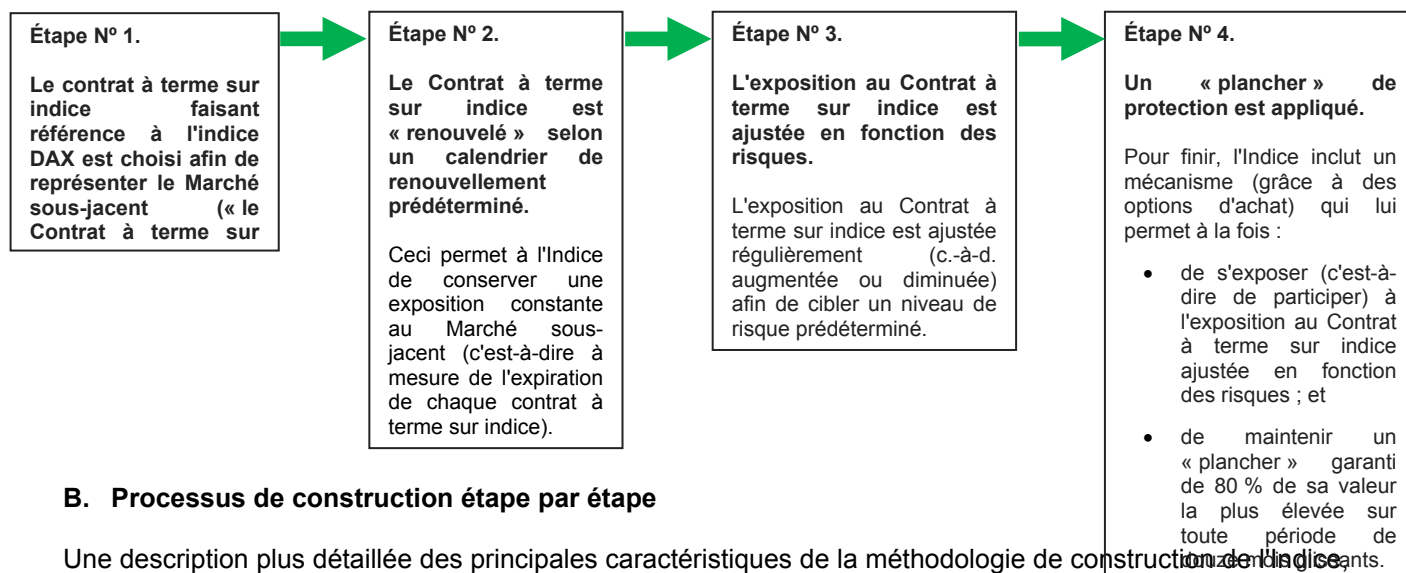 Étape Nº 1.
Le contrat à terme sur
indice faisant
référence à l'indice
DAX est choisi afin de
représenter le Marché
sous-jacent (« le
Contrat à terme sur
Étape Nº 2.
Le Contrat à terme
sur indice est
« renouvelé » selon
un calendrier de
renouvellement
prédéterminé.
Ceci permet à l'Indice
de conserver une
exposition constante
au Marché sous-
jacent (c'est-à-dire à
mesure de l'expiration
de chaque contrat à
terme sur indice).
Étape Nº 3.
L'exposition au Contrat à
terme sur indice est
ajustée en fonction des
risques.
L'exposition au Contrat à
terme sur indice est ajustée
régulièrement (c.-à-d.
augmentée ou diminuée)
afin de cibler un niveau de
risque prédéterminé.
Étape Nº 4.
Un « plancher » de
protection est appliqué.
Pour finir, l'Indice inclut un
mécanisme (grâce à des
options d'achat) qui lui
permet à la fois :
• de s'exposer (c'est-à-
dire de participer) à
l'exposition au Contrat
à terme sur indice
ajustée en fonction
des risques ; et
• de maintenir un
« plancher » garanti
de 80 % de sa valeur
la plus élevée sur
toute période de
douze mois glissants.
B. Processus de construction étape par étape
Une description plus détaillée des principales caractéristiques de la méthodologie de construction de l'Indice,